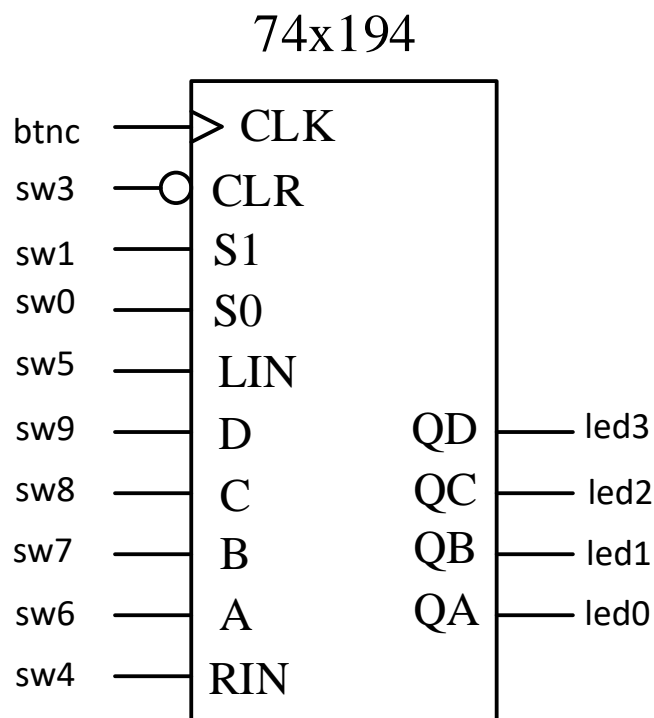 74x194
btnc CLK
sw3 CLR
sw1 S1
sw0 S0
sw5 LIN
sw9 D QD led3
sw8 C QC led2
sw7 B QB led1
sw6 A QA led0
sw4 RIN